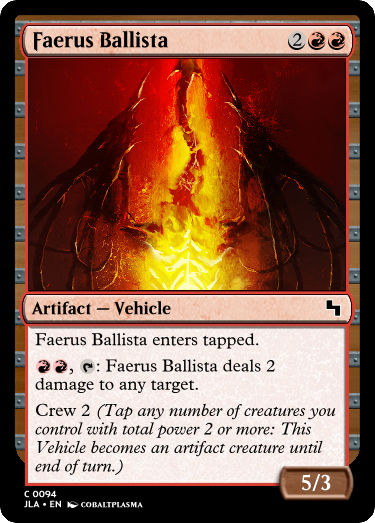 Faerus Ballista 2
Artifact — Vehicle
Faerus Ballista enters tapped.
, : Faerus Ballista deals 2
damage to any target.
Crew 2 (Tap any number of creatures you
control with total power 2 or more: This
Vehicle becomes an artifact creature until
end of turn.)
5/3
C 0094
JLA • EN COBALTPLASMA